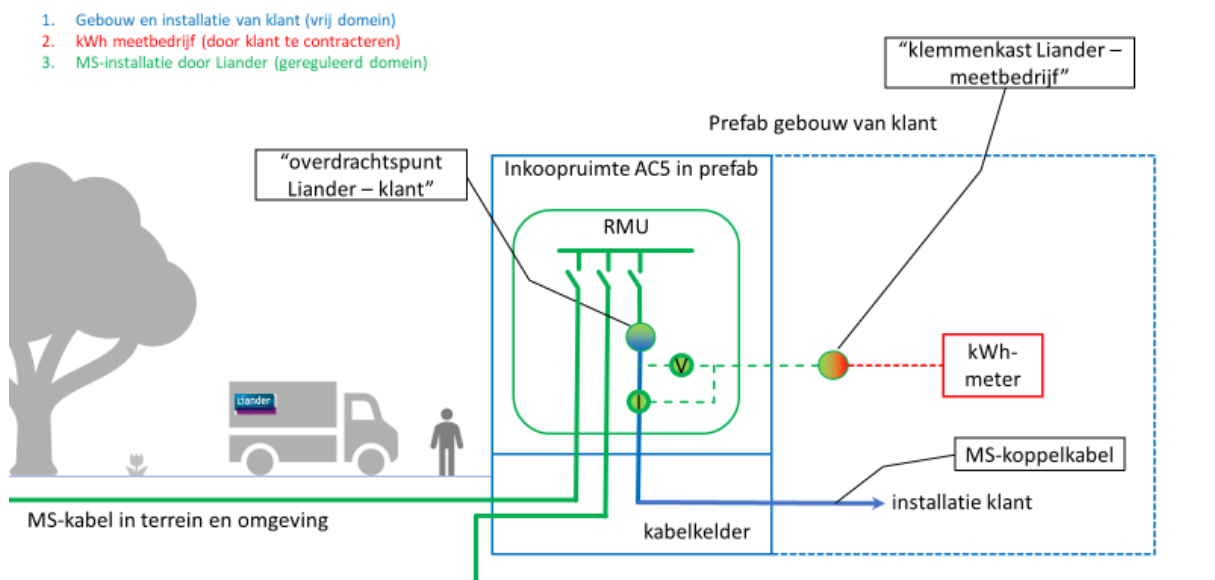 1. Gebouw en installatie van klant (vrij domein)
2. kWh meetbedrijf (door klant te contracteren)
3. MS-installatie door Liander (gereguleerd domein)
"klemmenkast Liander –
meetbedrijf"
Prefab gebouw van klant
"overdrachtspunt
Liander – klant"
Inkoopruimte AC5 in prefab
RMU
V
I
kWh-
meter
Liander
MS-koppelkabel
installatie klant
MS-kabel in terrein en omgeving
kabelkelder